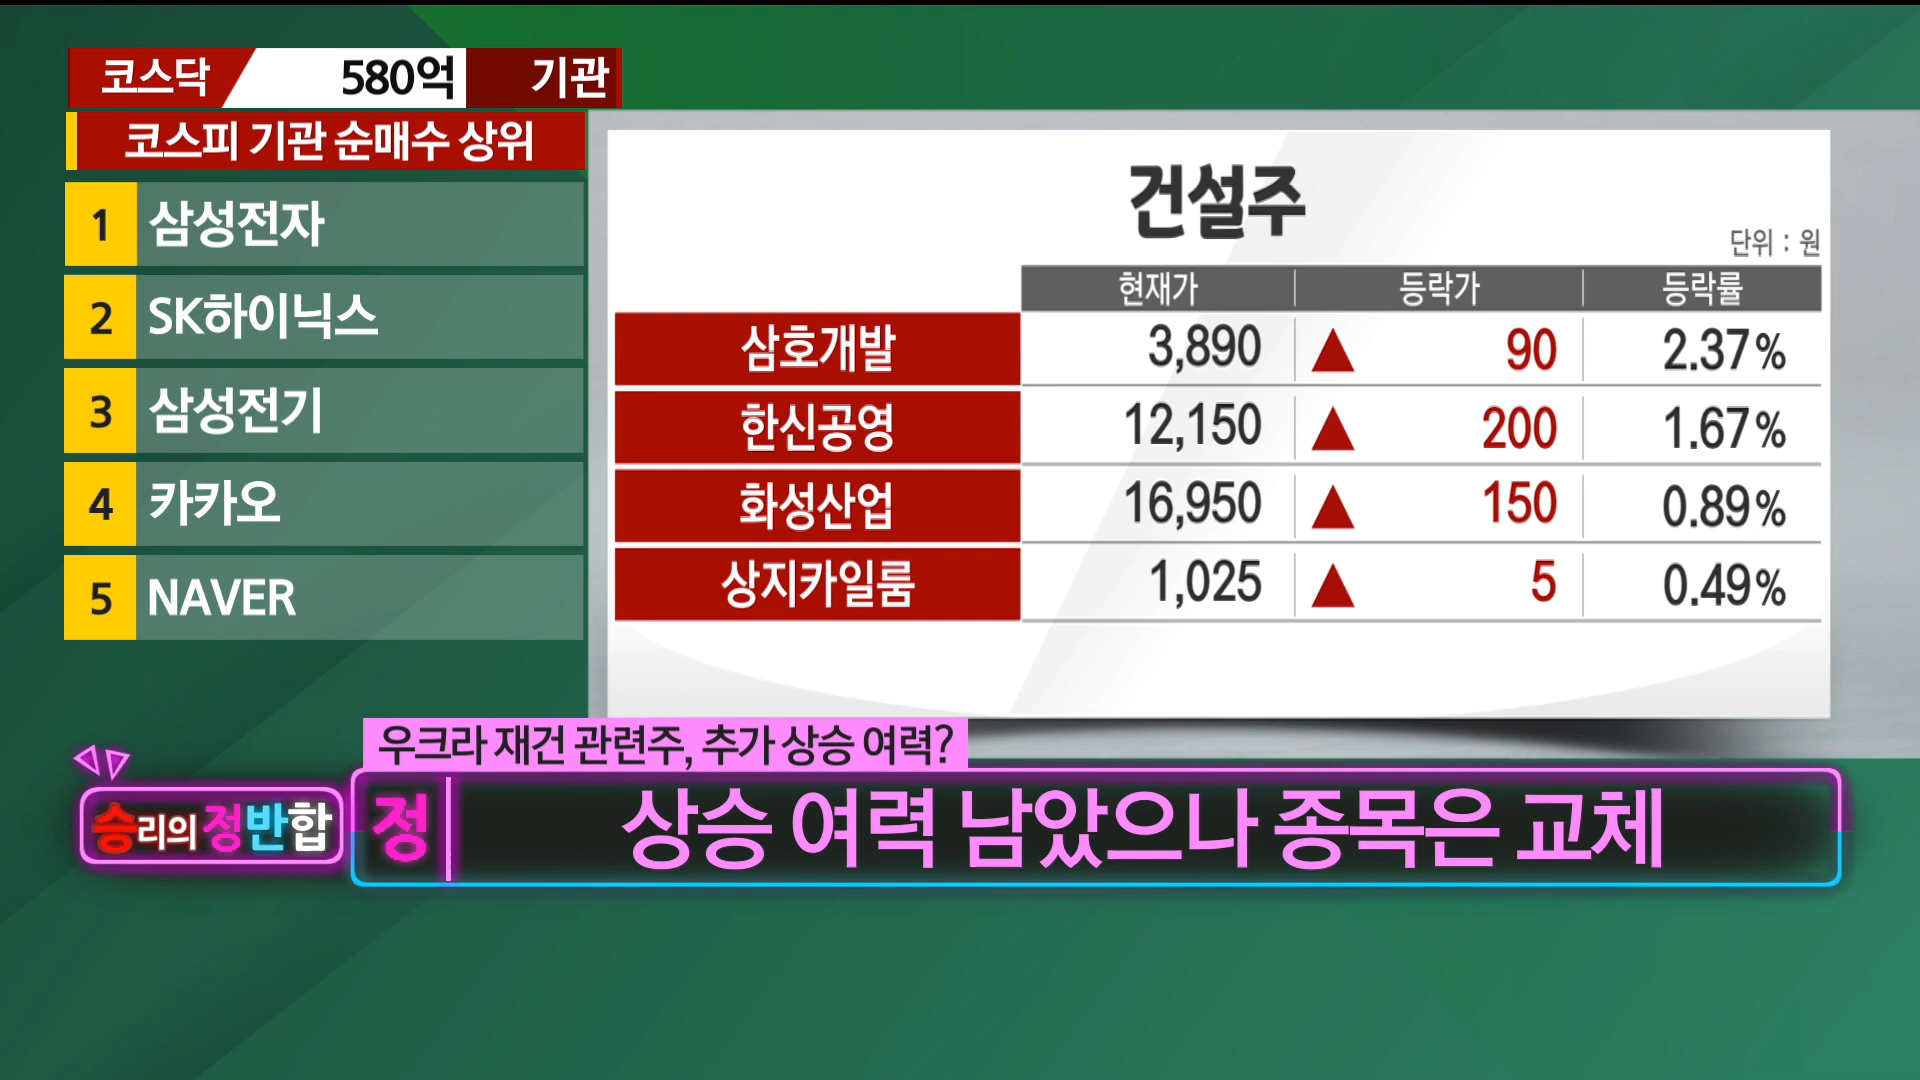 코스닥 580억 기관
코스피 기관 순매수 상위
1 삼성전자
2 SK하이닉스
3 삼성전기
4 카카오
5 NAVER
건설주
단위 : 원
현재가 등락가 등락률
삼호개발 3,890 ▲ 90 2.37%
한신공영 12,150 ▲ 200 1.67%
화성산업 16,950 ▲ 150 0.89%
상지카일룸 1,025 ▲ 5 0.49%
우크라 재건 관련주, 추가 상승 여력?
승리의 정반합
정 상승 여력 남았으나 종목은 교체